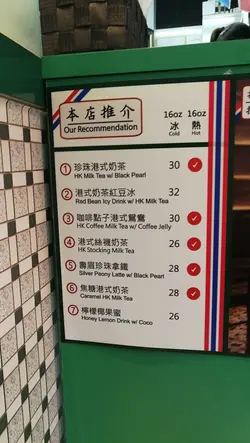 本店推介
Our Recommendation
16oz 16oz
冰 熱
Cold Hot
1 珍珠港式奶茶 30 ✓
HK Milk Tea w/ Black Pearl
2 港式奶茶紅豆冰 32
Red Bean Icy Drink w/ HK Milk Tea
3 咖啡點子港式鴛鴦 30 ✓
HK Coffee Milk Tea w/ Coffee Jelly
4 港式絲襪奶茶 26 ✓
HK Stocking Milk Tea
5 壽眉珍珠拿鐵 28 ✓
Silver Peony Latte w/ Black Pearl
6 焦糖港式奶茶 28 ✓
Caramel HK Milk Tea
7 檸檬椰果蜜 26
Honey Lemon Drink w/ Coco